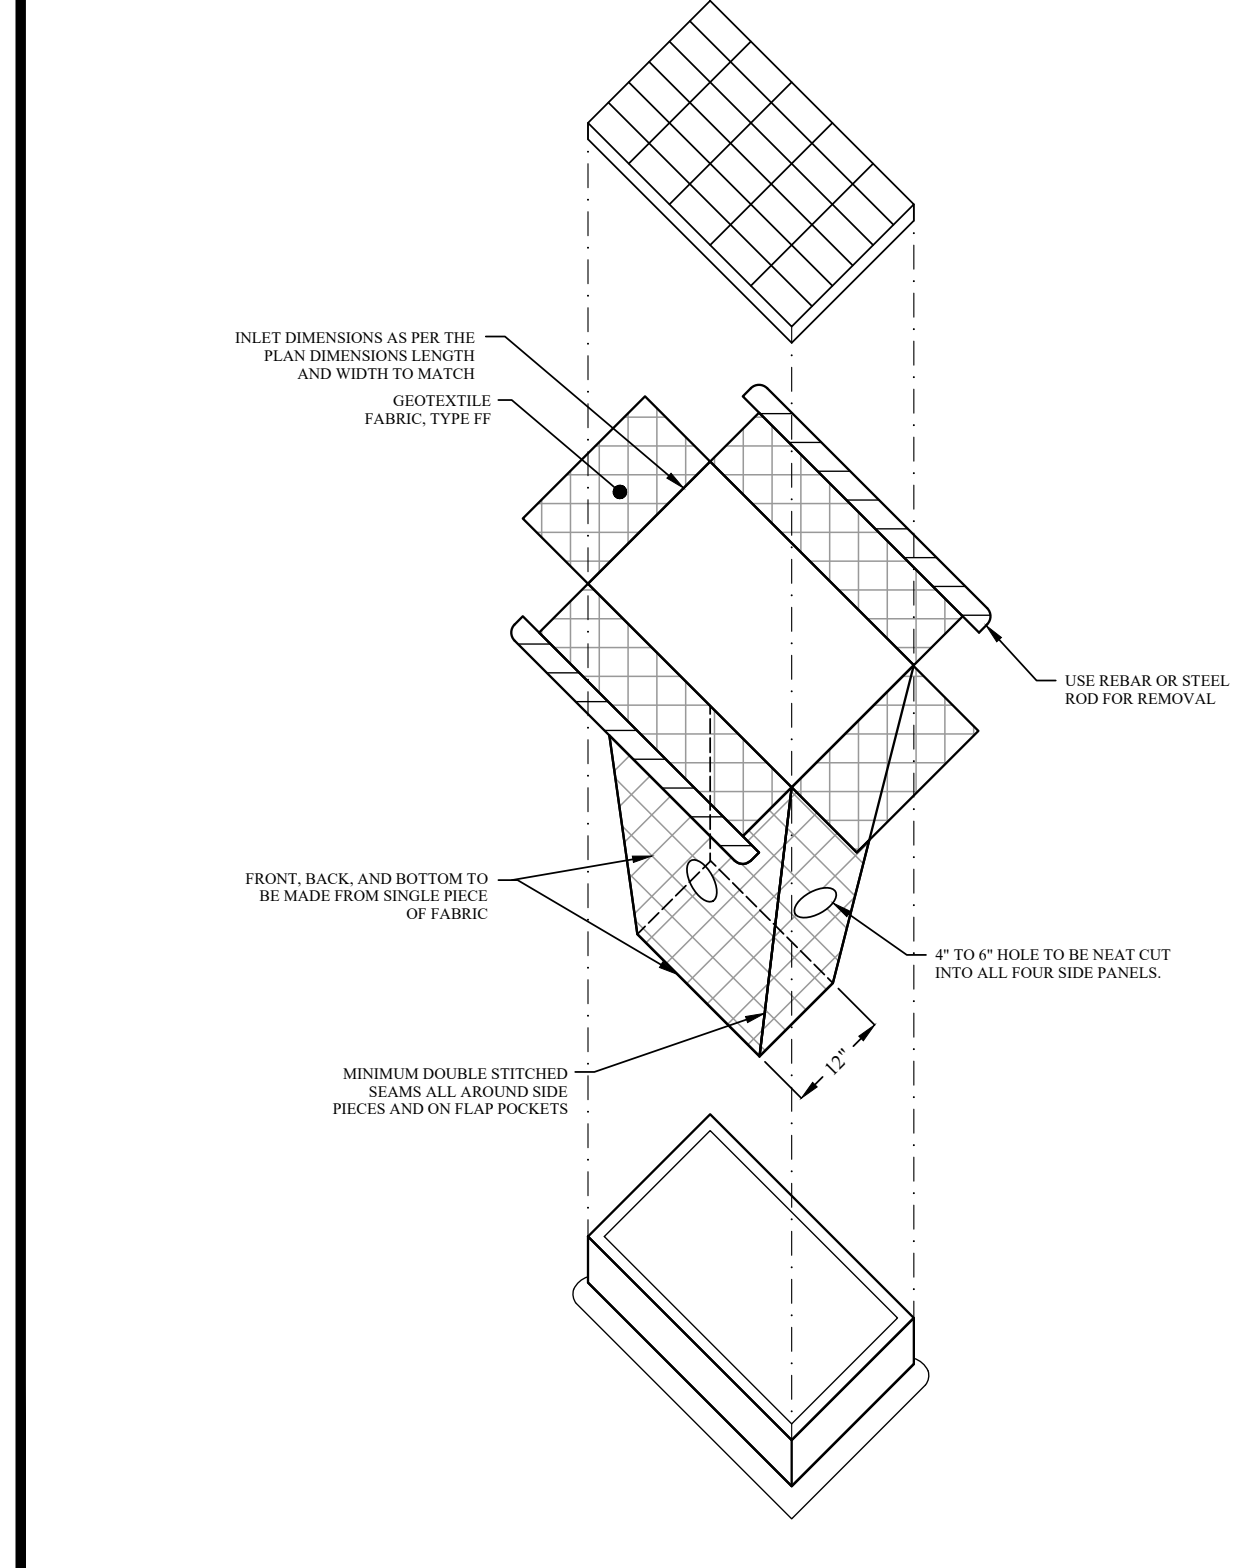 INLET DIMENSIONS AS PER THE
PLAN DIMENSIONS LENGTH
AND WIDTH TO MATCH
GEOTEXTILE
FABRIC, TYPE FF
USE REBAR OR STEEL
ROD FOR REMOVAL
FRONT, BACK, AND BOTTOM TO
BE MADE FROM SINGLE PIECE
OF FABRIC
4" TO 6" HOLE TO BE NEAT CUT
INTO ALL FOUR SIDE PANELS.
12"
MINIMUM DOUBLE STITCHED
SEAMS ALL AROUND SIDE
PIECES AND ON FLAP POCKETS